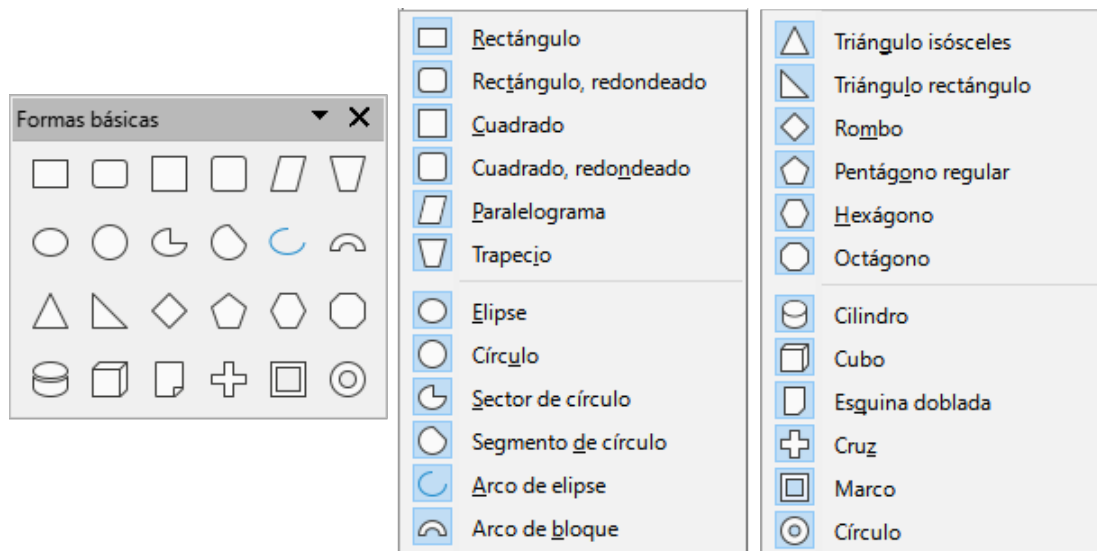 Formas básicas
Rectángulo
Rectángulo, redondeado
Cuadrado
Cuadrado, redondeado
Paralelograma
Trapecio
Elipse
Círculo
Sector de círculo
Segmento de círculo
Arco de elipse
Arco de bloque
Triángulo isósceles
Triángulo rectángulo
Rombo
Pentágono regular
Hexágono
Octágono
Cilindro
Cubo
Esquina doblada
Cruz
Marco
Círculo